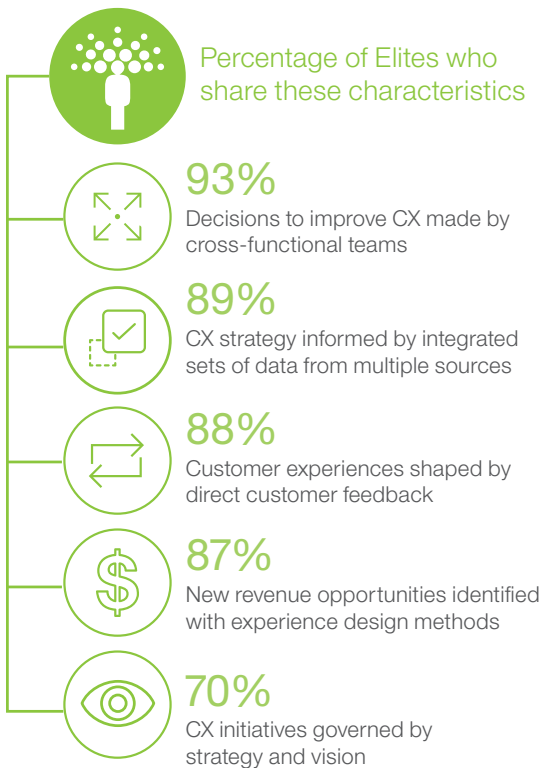 Percentage of Elites who
share these characteristics
93%
Decisions to improve CX made by
cross-functional teams
89%
CX strategy informed by integrated
sets of data from multiple sources
88%
Customer experiences shaped by
direct customer feedback
87%
New revenue opportunities identified
with experience design methods
70%
CX initiatives governed by
strategy and vision